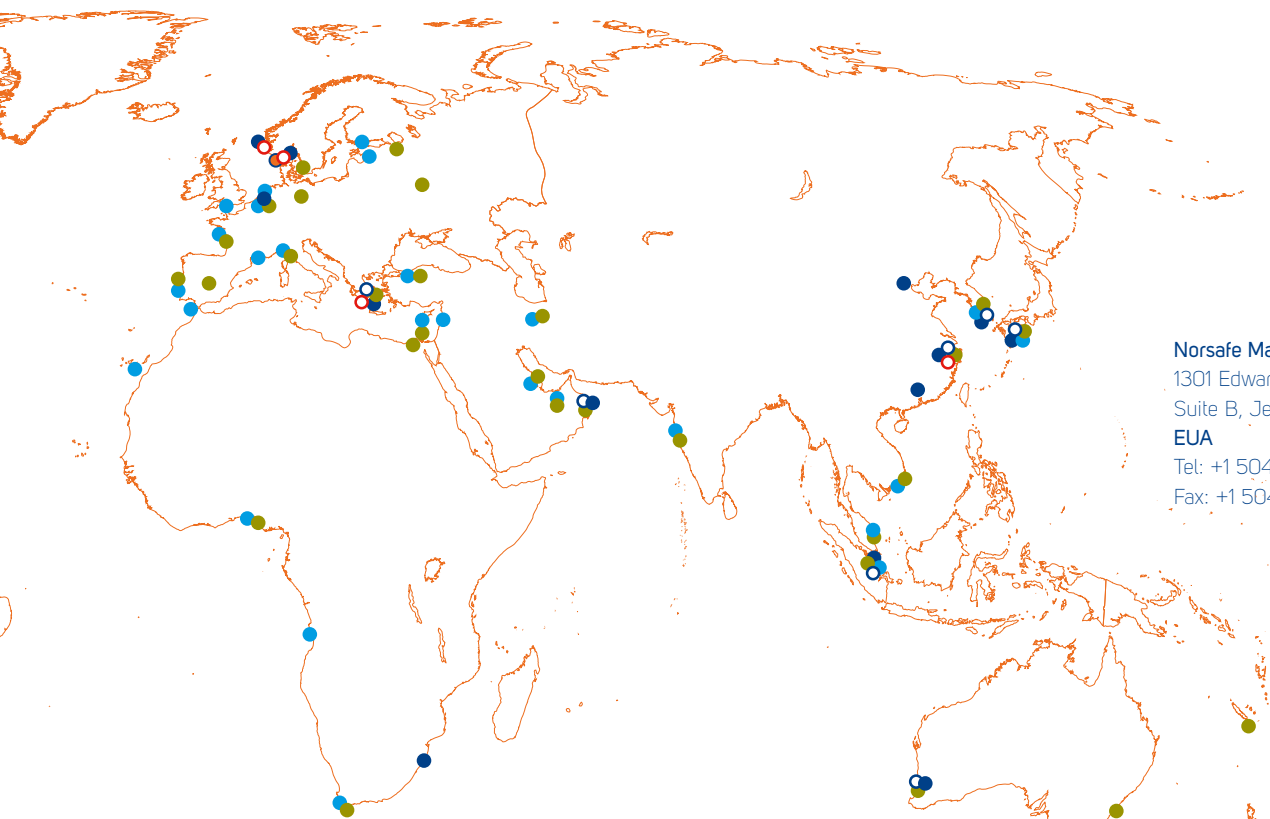 Norsafe Ma
1301 Edwar
Suite B, Je
EUA
Tel: +1 504
Fax: +1 504